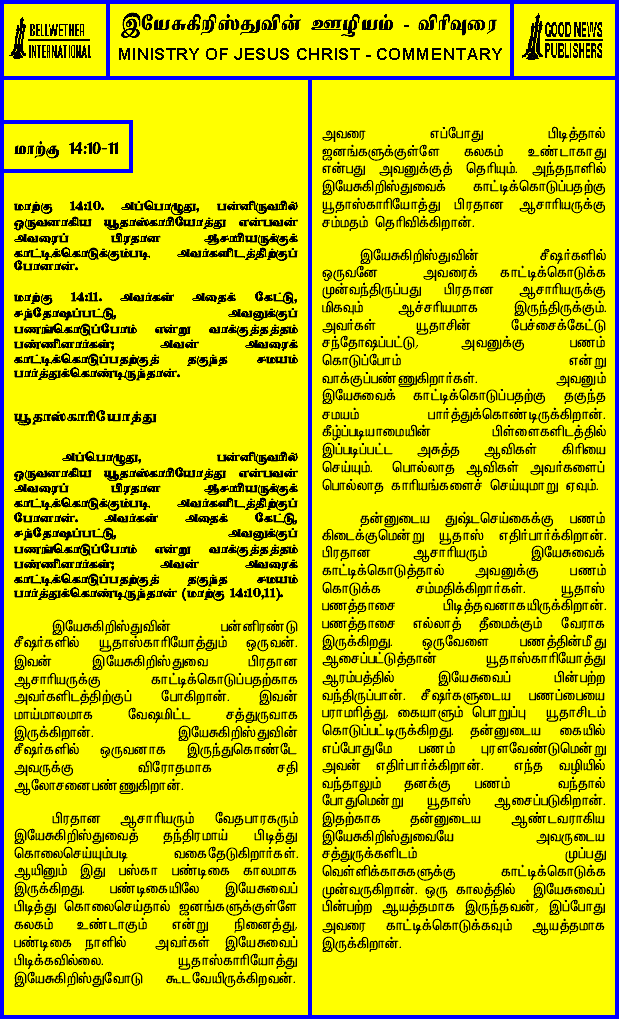 BELLWETHER
INTERNATIONAL
இயேசுகிறிஸ்துவின் ஊழியம் - விரிவுரை
MINISTRY OF JESUS CHRIST - COMMENTARY
GOOD NEWS
PUBLISHERS
மாற்கு 14:10-11
மாற்கு 14:10. அப்பொழுது, பன்னிருவரில்
ஒருவனாகிய யூதாஸ்காரியோத்து என்பவன்
அவரைப் பிரதான ஆசாரியருக்குக்
காட்டிக்கொடுக்கும்படி அவர்களிடத்திற்குப்
போனான்.
மாற்கு 14:11. அவர்கள் அதைக் கேட்டு,
சந்தோஷப்பட்டு, அவனுக்குப்
பணங்கொடுப்போம் என்று வாக்குத்தத்தம்
பண்ணினார்கள்; அவன் அவரைக்
காட்டிக்கொடுப்பதற்குத் தகுந்த சமயம்
பார்த்துக்கொண்டிருந்தான்.
யூதாஸ்காரியோத்து
அப்பொழுது, பன்னிருவரில்
ஒருவனாகிய யூதாஸ்காரியோத்து என்பவன்
அவரைப் பிரதான ஆசாரியருக்குக்
காட்டிக்கொடுக்கும்படி அவர்களிடத்திற்குப்
போனான். அவர்கள் அதைக் கேட்டு,
சந்தோஷப்பட்டு, அவனுக்குப்
பணங்கொடுப்போம் என்று வாக்குத்தத்தம்
பண்ணினார்கள்; அவன் அவரைக்
காட்டிக்கொடுப்பதற்குத் தகுந்த சமயம்
பார்த்துக்கொண்டிருந்தான் (மாற்கு 14:10,11).
இயேசுகிறிஸ்துவின் பன்னிரண்டு
சீஷர்களில் யூதாஸ்காரியோத்தும் ஒருவன்.
இவன் இயேசுகிறிஸ்துவை பிரதான
ஆசாரியருக்கு காட்டிக்கொடுப்பதற்காக
அவர்களிடத்திற்குப் போகிறான். இவன்
மாய்மாலமாக வேஷமிட்ட சத்துருவாக
இருக்கிறான். இயேசுகிறிஸ்துவின்
சீஷர்களில் ஒருவனாக இருந்துகொண்டே
அவருக்கு விரோதமாக சதி
ஆலோசனைபண்ணுகிறான்.
பிரதான ஆசாரியரும் வேதபாரகரும்
இயேசுகிறிஸ்துவைத் தந்திரமாய் பிடித்து
கொலைசெய்யும்படி வகைதேடுகிறார்கள்.
ஆயினும் இது பஸ்கா பண்டிகை காலமாக
இருக்கிறது. பண்டிகையிலே இயேசுவைப்
பிடித்து கொலைசெய்தால் ஜனங்களுக்குள்ளே
கலகம் உண்டாகும் என்று நினைத்து,
பண்டிகை நாளில் அவர்கள் இயேசுவைப்
பிடிக்கவில்லை. யூதாஸ்காரியோத்து
இயேசுகிறிஸ்துவோடு கூடவேயிருக்கிறவன்.
அவரை எப்போது பிடித்தால்
ஜனங்களுக்குள்ளே கலகம் உண்டாகாது
என்பது அவனுக்குத் தெரியும். அந்தநாளில்
இயேசுகிறிஸ்துவைக் காட்டிக்கொடுப்பதற்கு
யூதாஸ்காரியோத்து பிரதான ஆசாரியருக்கு
சம்மதம் தெரிவிக்கிறான்.
இயேசுகிறிஸ்துவின் சீஷர்களில்
ஒருவனே அவரைக் காட்டிக்கொடுக்க
முன்வந்திருப்பது பிரதான ஆசாரியருக்கு
மிகவும் ஆச்சரியமாக இருந்திருக்கும்.
அவர்கள் யூதாசின் பேச்சைக்கேட்டு
சந்தோஷப்பட்டு, அவனுக்கு பணம்
கொடுப்போம் என்று
வாக்குப்பண்ணுகிறார்கள். அவனும்
இயேசுவைக் காட்டிக்கொடுப்பதற்கு தகுந்த
சமயம் பார்த்துக்கொண்டிருக்கிறான்.
கீழ்ப்படியாமையின் பிள்ளைகளிடத்தில்
இப்படிப்பட்ட அசுத்த ஆவிகள் கிரியை
செய்யும். பொல்லாத ஆவிகள் அவர்களைப்
பொல்லாத காரியங்களைச் செய்யுமாறு ஏவும்.
தன்னுடைய துஷ்டசெய்கைக்கு பணம்
கிடைக்குமென்று யூதாஸ் எதிர்பார்க்கிறான்.
பிரதான ஆசாரியரும் இயேசுவைக்
காட்டிக்கொடுத்தால் அவனுக்கு பணம்
கொடுக்க சம்மதிக்கிறார்கள். யூதாஸ்
பணத்தாசை பிடித்தவனாகயிருக்கிறான்.
பணத்தாசை எல்லாத் தீமைக்கும் வேராக
இருக்கிறது. ஒருவேளை பணத்தின்மீது
ஆசைப்பட்டுத்தான் யூதாஸ்காரியோத்து
ஆரம்பத்தில் இயேசுவைப் பின்பற்ற
வந்திருப்பான். சீஷர்களுடைய பணப்பையை
பராமரித்து, கையாளும் பொறுப்பு யூதாசிடம்
கொடுப்பட்டிருக்கிறது. தன்னுடைய கையில்
எப்போதுமே பணம் புரளவேண்டுமென்று
அவன் எதிர்பார்க்கிறான். எந்த வழியில்
வந்தாலும் தனக்கு பணம் வந்தால்
போதுமென்று யூதாஸ் ஆசைப்படுகிறான்.
இதற்காக தன்னுடைய ஆண்டவராகிய
இயேசுகிறிஸ்துவையே அவருடைய
சத்துருக்களிடம் முப்பது
வெள்ளிக்காசுகளுக்கு காட்டிக்கொடுக்க
முன்வருகிறான். ஒரு காலத்தில் இயேசுவைப்
பின்பற்ற ஆயத்தமாக இருந்தவன், இப்போது
அவரை காட்டிக்கொடுக்கவும் ஆயத்தமாக
இருக்கிறான்.